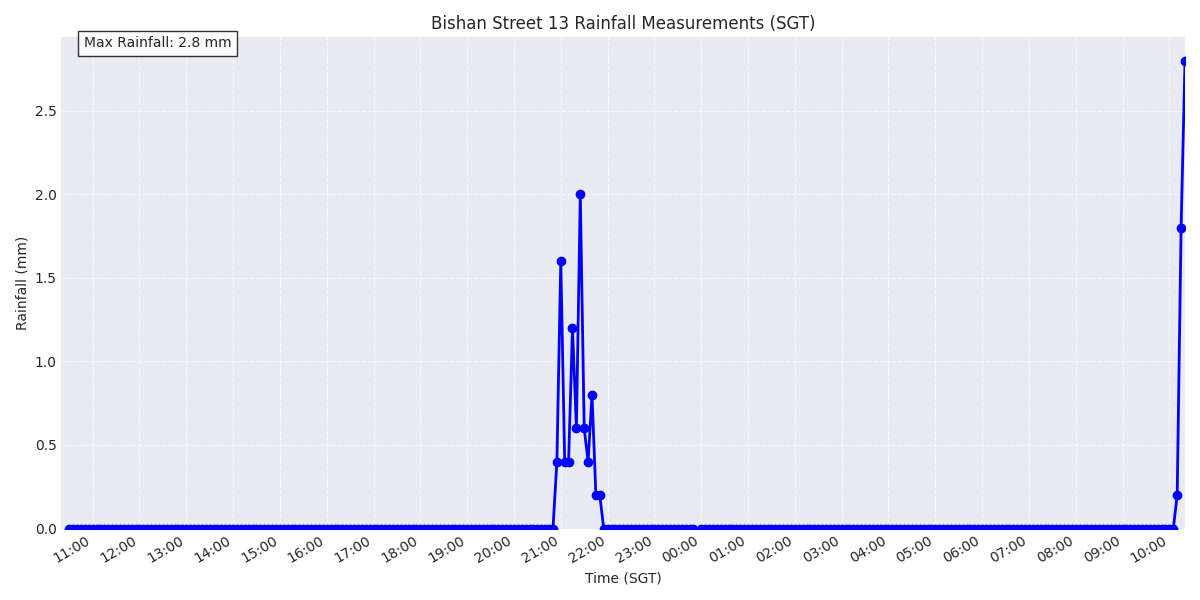 Bishan Street 13 Rainfall Measurements (SGT)
Max Rainfall: 2.8 mm
Rainfall (mm)
2.5
2.0
1.5
1.0
0.5
0.0
11:00 12:00 13:00 14:00 15:00 16:00 17:00 18:00 19:00 20:00 21:00 22:00 23:00 00:00 01:00 02:00 03:00 04:00 05:00 06:00 07:00 08:00 09:00 10:00
Time (SGT)